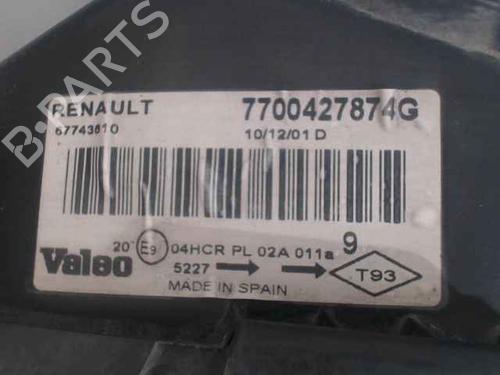 B-PARTS
RENAULT 7700427874G
67743610 10/12/01 D
9
Valeo 20° E9 04HCR PL 02A 011a
5227 T93
MADE IN SPAIN